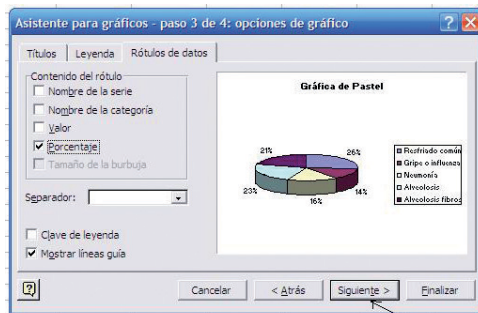 Asistente para gráficos - paso 3 de 4: opciones de gráfico
Títulos Leyenda Rótulos de datos
Contenido del rótulo
Nombre de la serie
Nombre de la categoría
Valor
Porcentaje
Tamaño de la burbuja
Separador:
Clave de leyenda
Mostrar líneas guía
Gráfica de Pastel
21% 26%
23% 16% 14%
Resfriado común
Gripe o influenza
Neumonía
Alveolosis
Alveolosis fibros
Cancelar < Atrás Siguiente > Finalizar